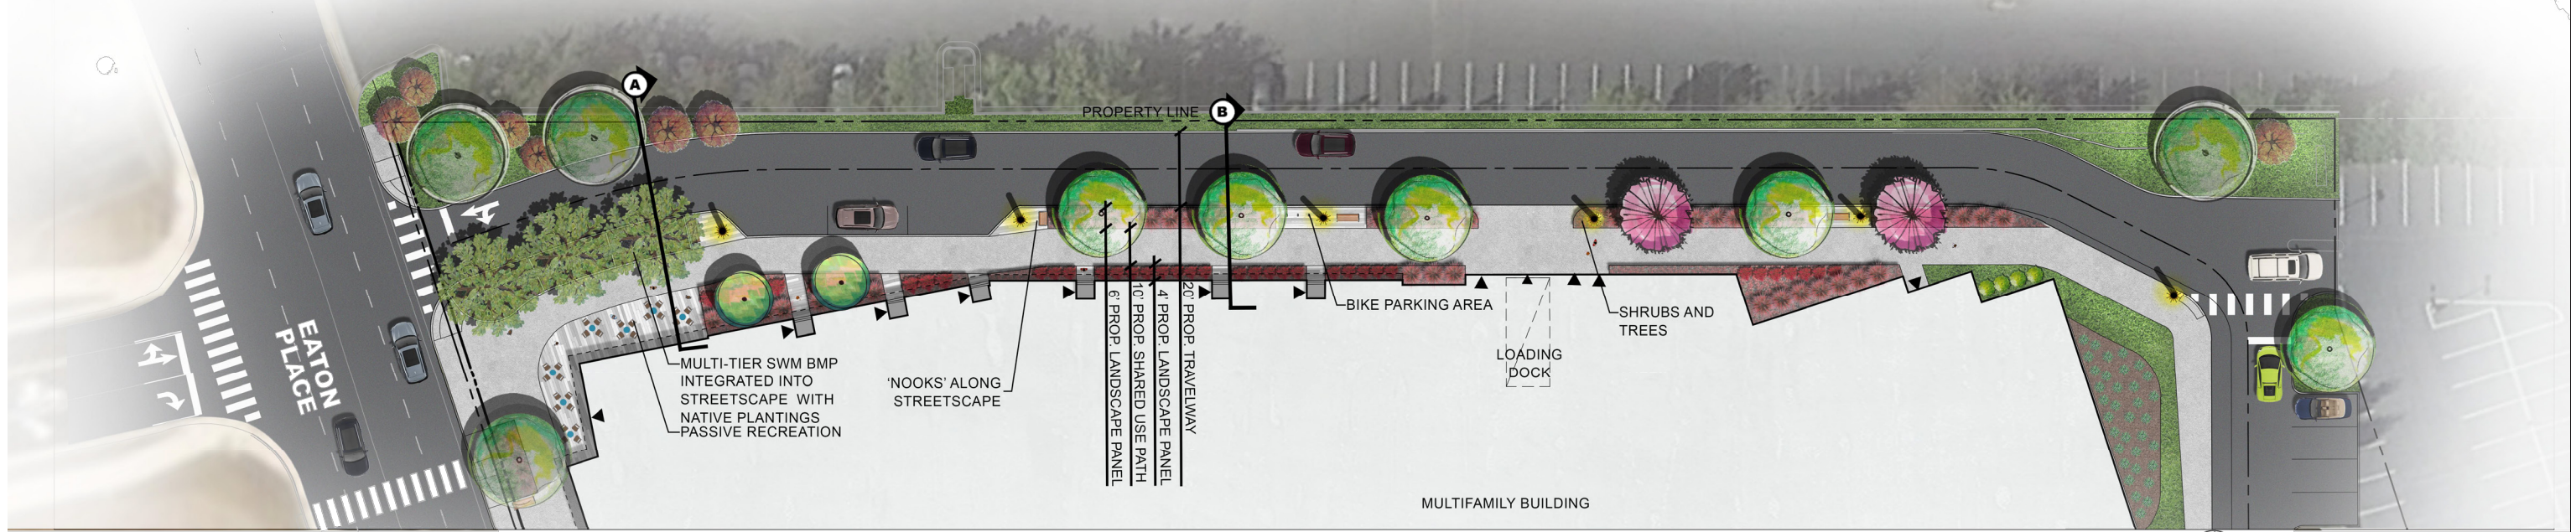 A
B
PROPERTY LINE
EATON
PLACE
MULTI-TIER SWM BMP
INTEGRATED INTO
STREETSCAPE WITH
NATIVE PLANTINGS
PASSIVE RECREATION
‘NOOKS’ ALONG
STREETSCAPE
6' PROP. LANDSCAPE PANEL
10' PROP. SHARED USE PATH
4' PROP. LANDSCAPE PANEL
20' PROP. TRAVELWAY
BIKE PARKING AREA
LOADING
DOCK
SHRUBS AND
TREES
MULTIFAMILY BUILDING